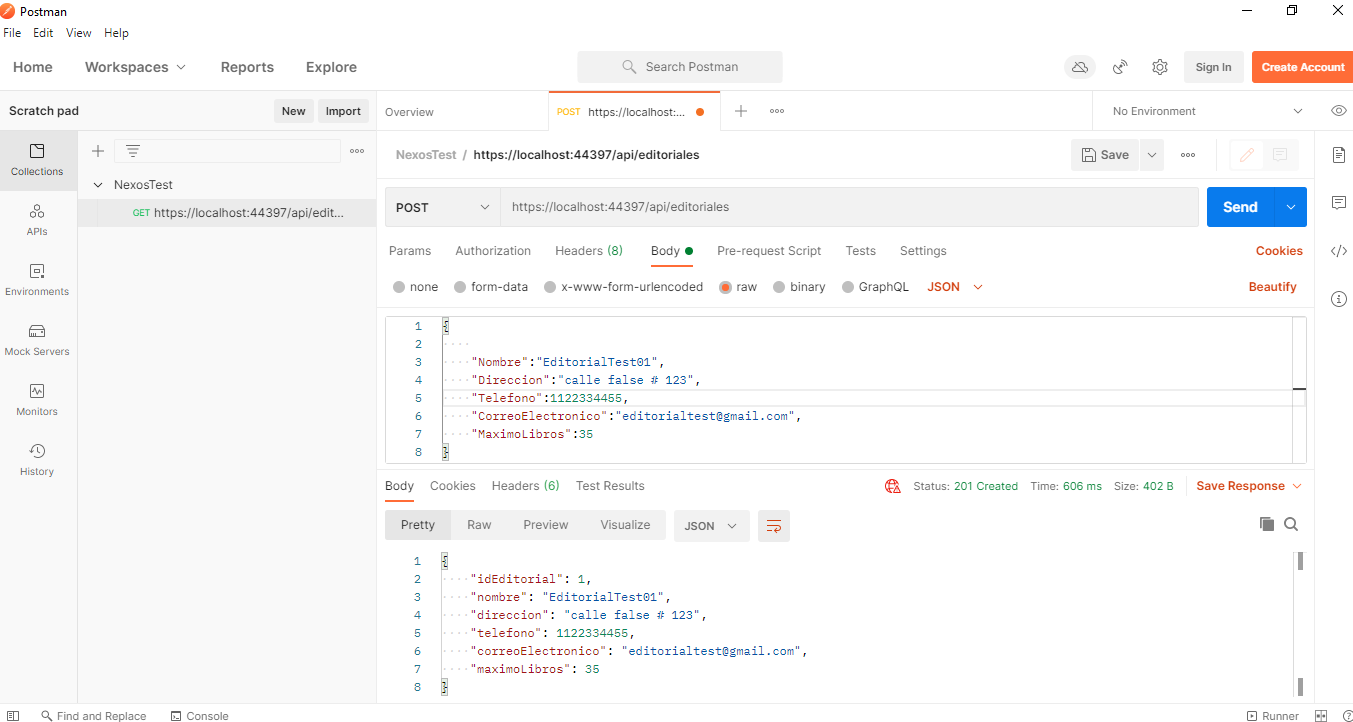 Postman
File Edit View Help
Home Workspaces Reports Explore Search Postman Sign In Create Account
Scratch pad New Import Overview POST https://localhost:... No Environment
NexosTest / https://localhost:44397/api/editoriales Save
Collections
NexosTest
GET https://localhost:44397/api/edit...
APIs
Environments
Mock Servers
Monitors
History
POST https://localhost:44397/api/editoriales Send
Params Authorization Headers (8) Body Pre-request Script Tests Settings Cookies
none form-data x-www-form-urlencoded raw binary GraphQL JSON Beautify
1 {
2
3 "Nombre":"EditorialTest01",
4 "Direccion":"calle false # 123",
5 "Telefono":1122334455,
6 "CorreoElectronico":"editorialtest@gmail.com",
7 "MaximoLibros":35
8 }
Body Cookies Headers (6) Test Results Status: 201 Created Time: 606 ms Size: 402 B Save Response
Pretty Raw Preview Visualize JSON
1 {
2 "idEditorial": 1,
3 "nombre": "EditorialTest01",
4 "direccion": "calle false # 123",
5 "telefono": 1122334455,
6 "correoElectronico": "editorialtest@gmail.com",
7 "maximoLibros": 35
8 }
Find and Replace Console Runner